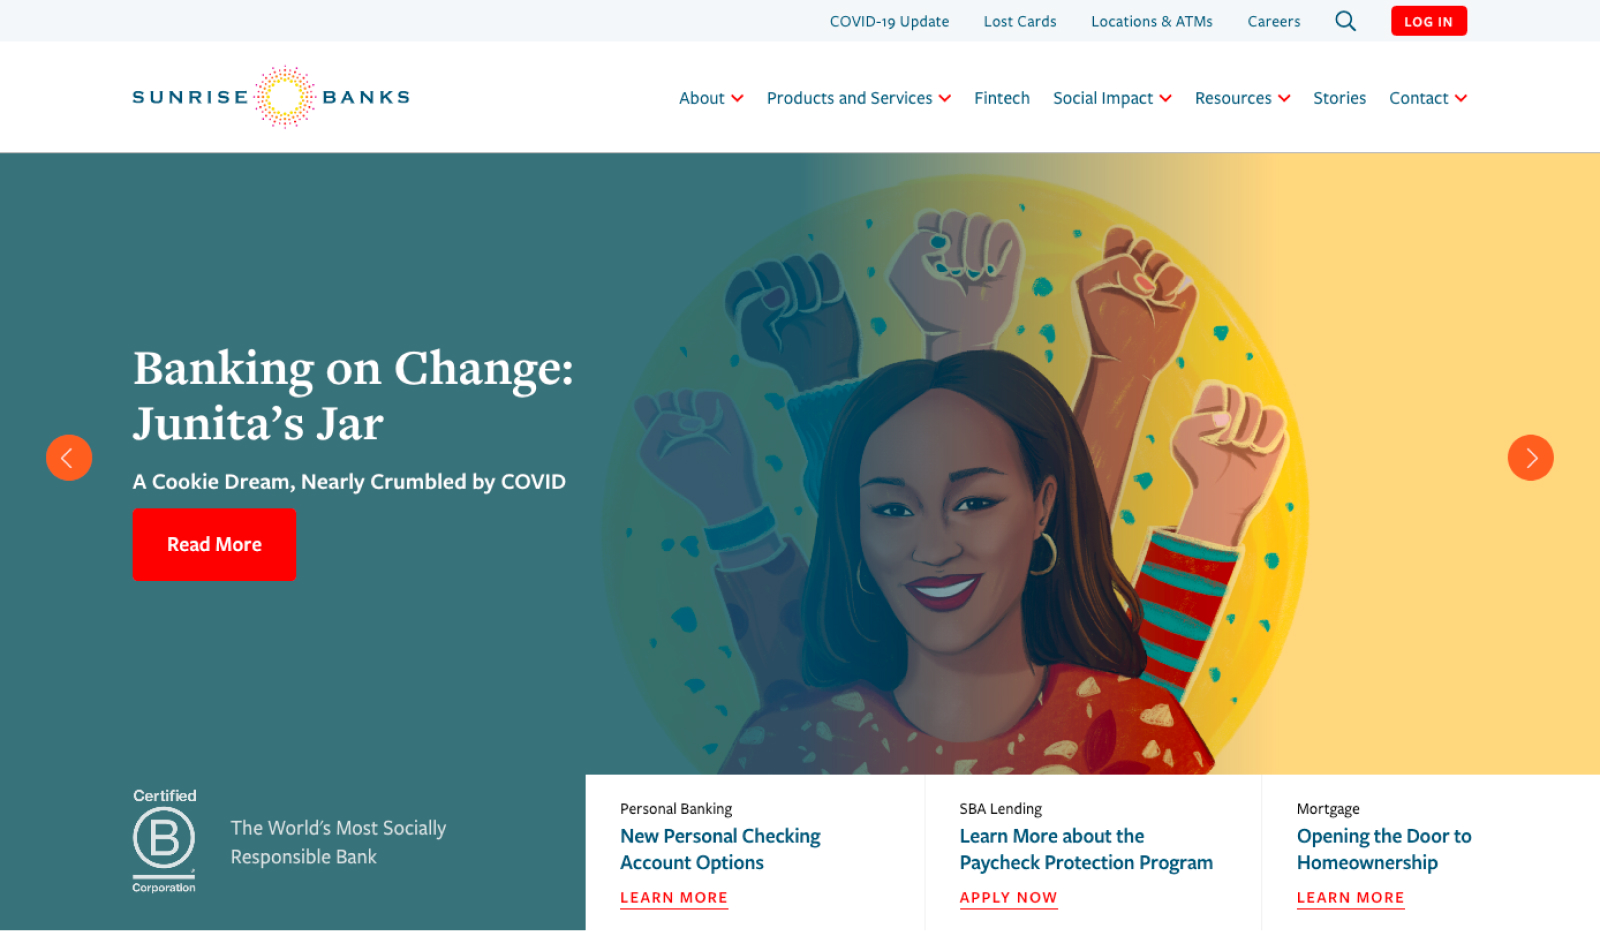 COVID-19 Update Lost Cards Locations & ATMs Careers LOG IN
SUNRISE BANKS
About Products and Services Fintech Social Impact Resources Stories Contact
Banking on Change:
Junita’s Jar
A Cookie Dream, Nearly Crumbled by COVID
Read More
Certified
B
Corporation
The World’s Most Socially
Responsible Bank
Personal Banking
New Personal Checking
Account Options
LEARN MORE
SBA Lending
Learn More about the
Paycheck Protection Program
APPLY NOW
Mortgage
Opening the Door to
Homeownership
LEARN MORE